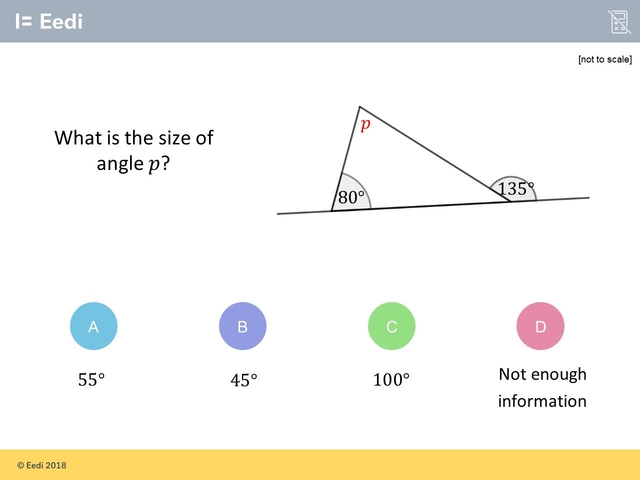 Eedi
[not to scale]
What is the size of
angle p?
p
80°
135°
A
B
C
D
55°
45°
100°
Not enough
information
© Eedi 2018